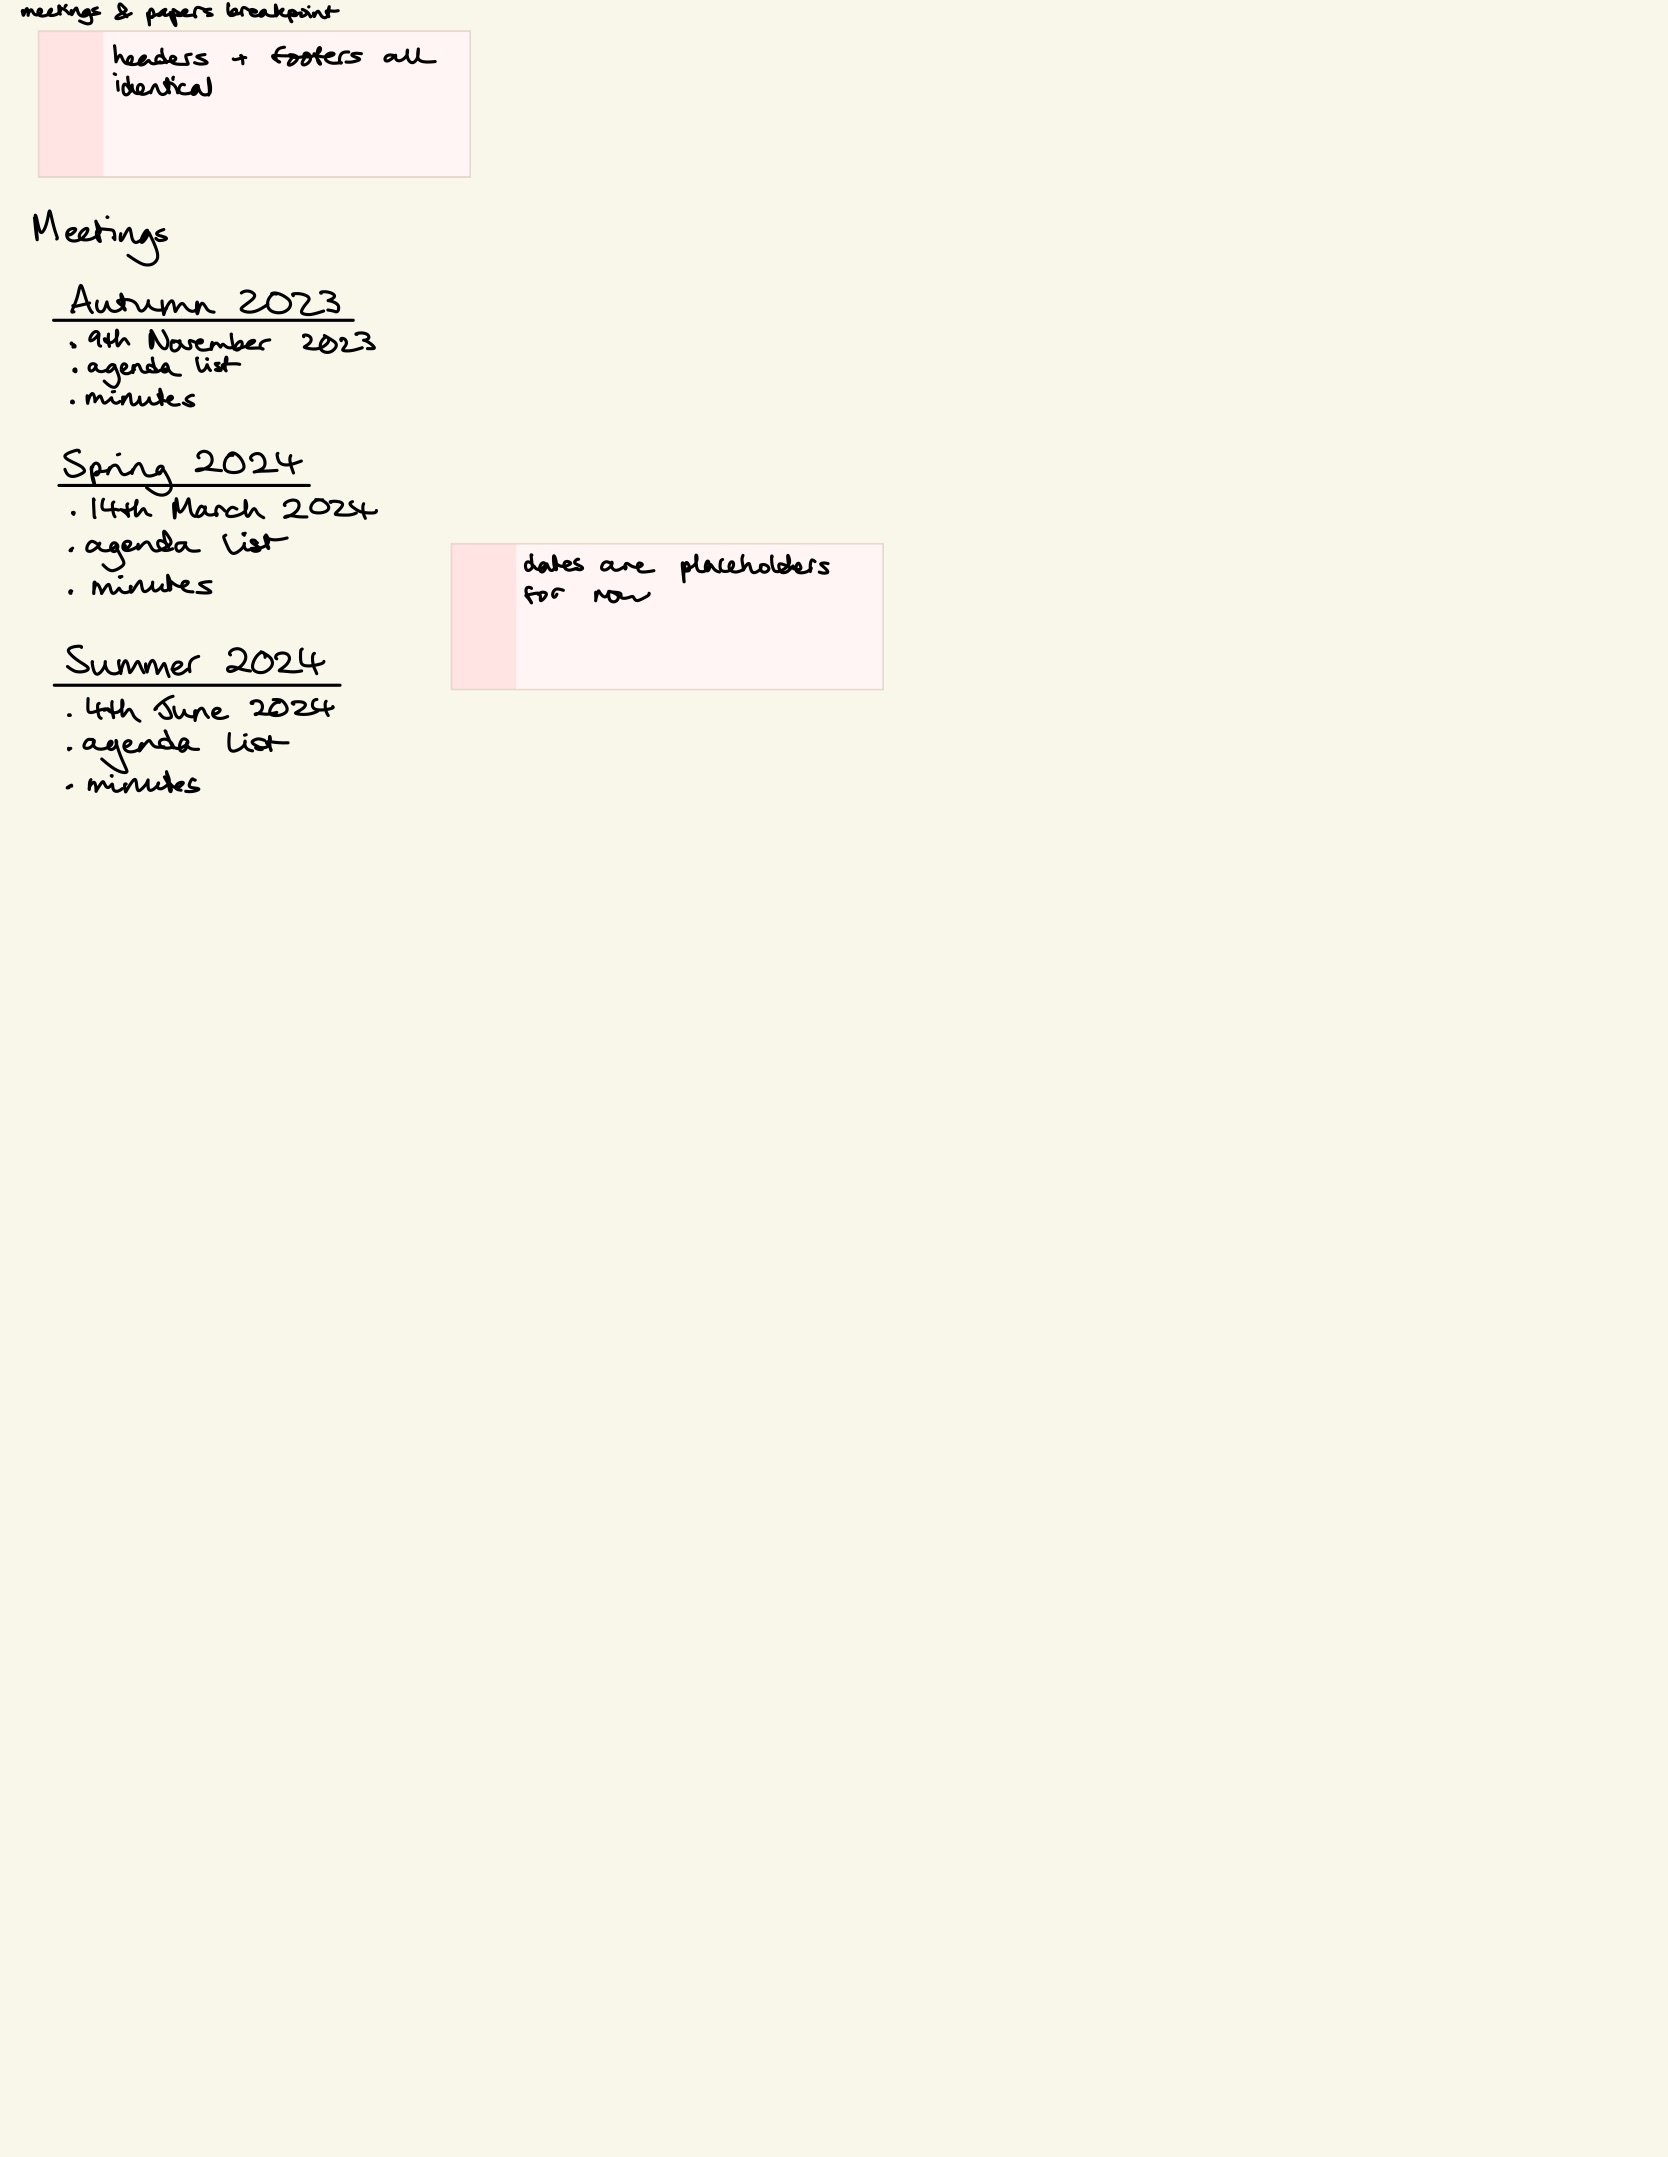 meetings & papers breakpoint
headers + footers all
identical
Meetings
Autumn 2023
. 9th November 2023
. agenda list
. minutes
Spring 2024
. 14th March 2024
. agenda list
. minutes
dates are placeholders
for now
Summer 2024
. 4th June 2024
. agenda list
. minutes